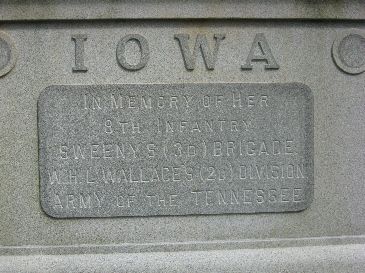 IOWA
IN MEMORY OF HER
8TH INFANTRY
SWEENY'S (3D) BRIGADE
W.H.L. WALLACE'S (2D) DIVISION
ARMY OF THE TENNESSEE